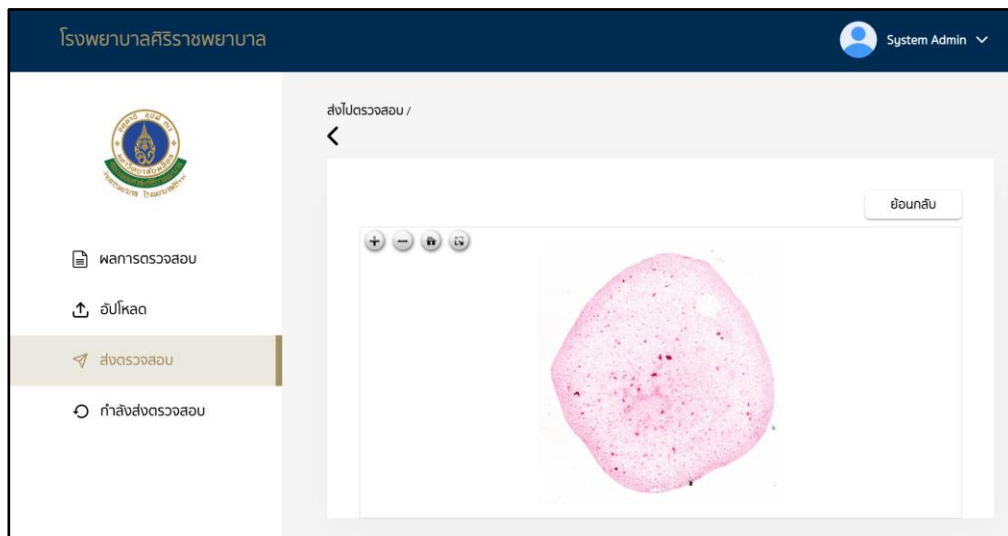 โรงพยาบาลศิริราชพยาบาล
System Admin
ส่งไปตรวจสอบ /
ย้อนกลับ
ผลการตรวจสอบ
อัปโหลด
ส่งตรวจสอบ
กำลังส่งตรวจสอบ